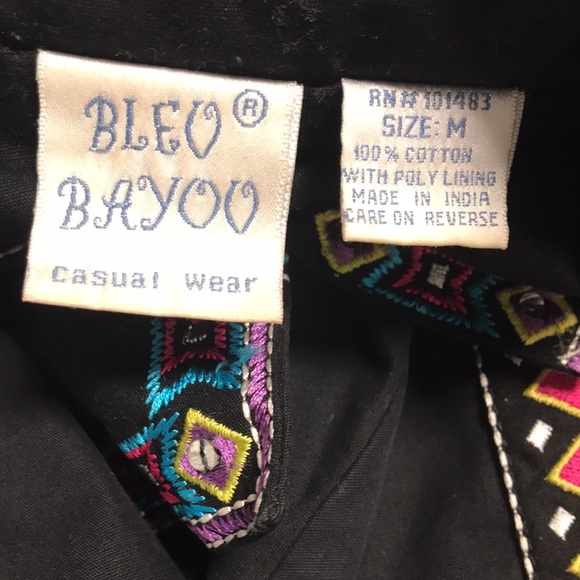 BLEU ®
BAYOU
Casual Wear
RN# 101483
SIZE: M
100% COTTON
WITH POLY LINING
MADE IN INDIA
CARE ON REVERSE